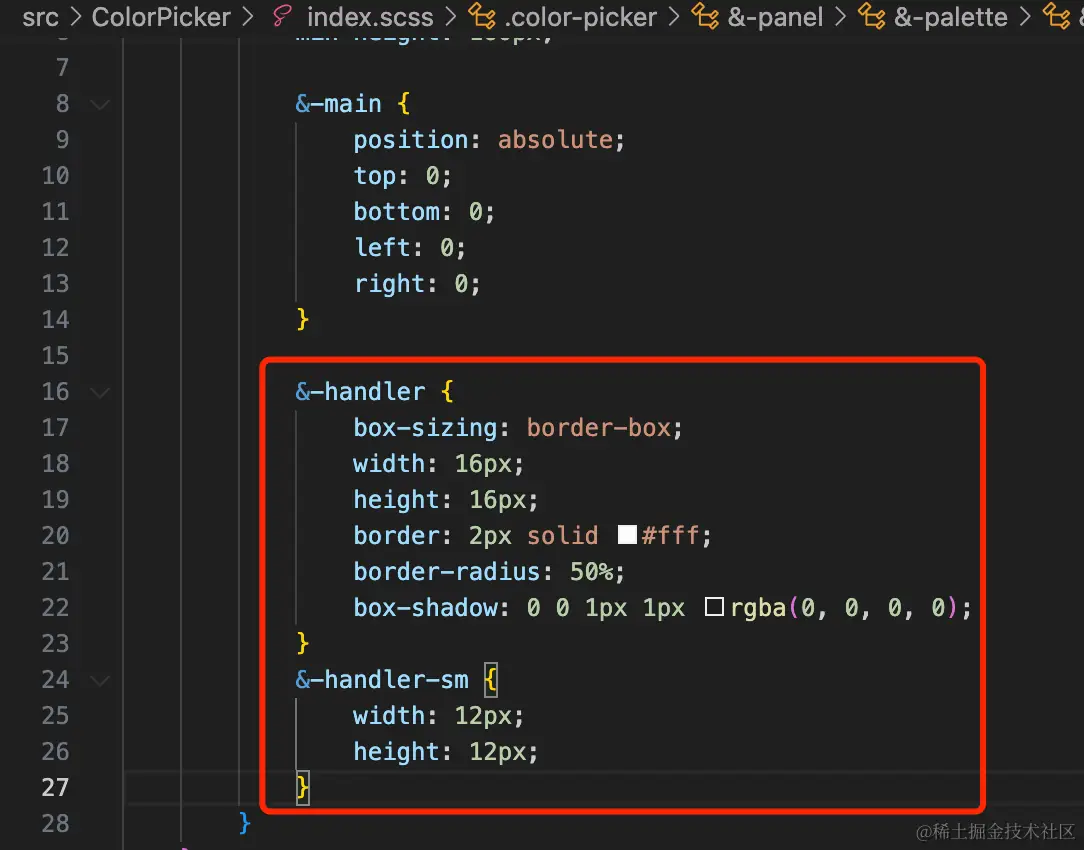 src > ColorPicker > index.scss > .color-picker > &-panel > &-palette >
7
8 &-main {
9 position: absolute;
10 top: 0;
11 bottom: 0;
12 left: 0;
13 right: 0;
14 }
15
16 &-handler {
17 box-sizing: border-box;
18 width: 16px;
19 height: 16px;
20 border: 2px solid #fff;
21 border-radius: 50%;
22 box-shadow: 0 0 1px 1px rgba(0, 0, 0, 0);
23 }
24 &-handler-sm {
25 width: 12px;
26 height: 12px;
27 }
28 }
@稀土掘金技术社区